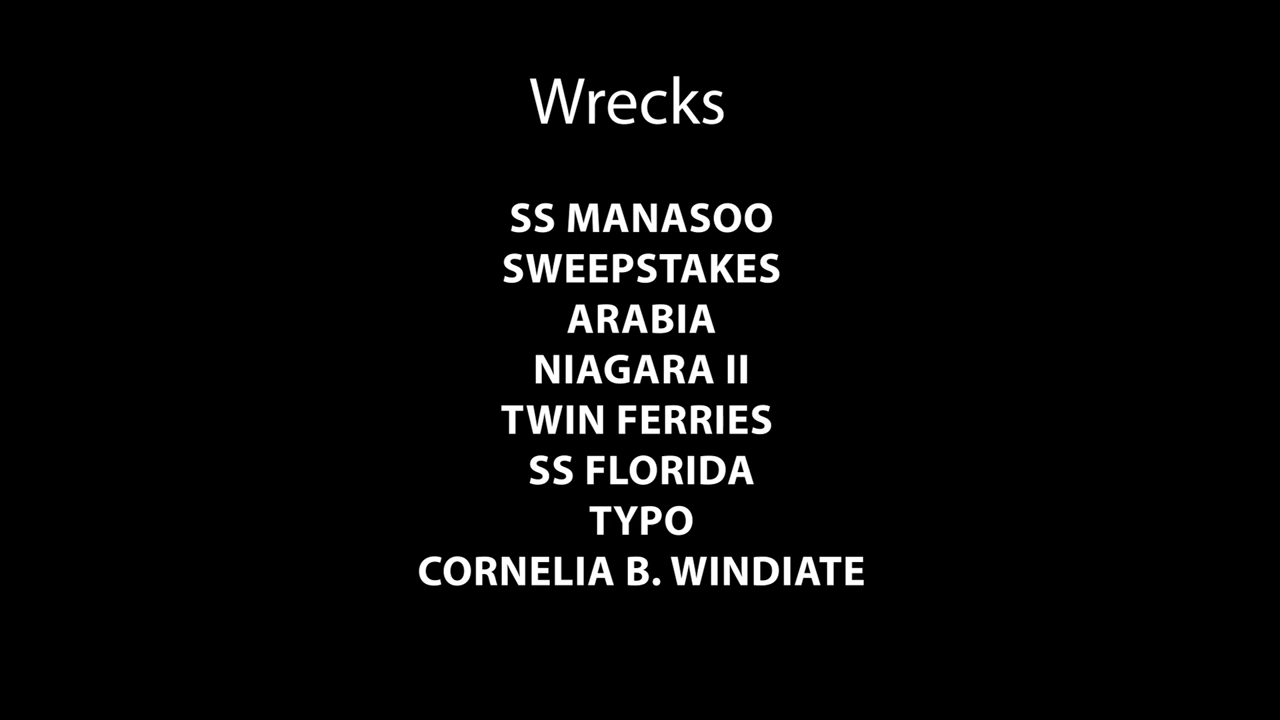 Wrecks
SS MANASOO
SWEEPSTAKES
ARABIA
NIAGARA II
TWIN FERRIES
SS FLORIDA
TYPO
CORNELIA B. WINDIATE